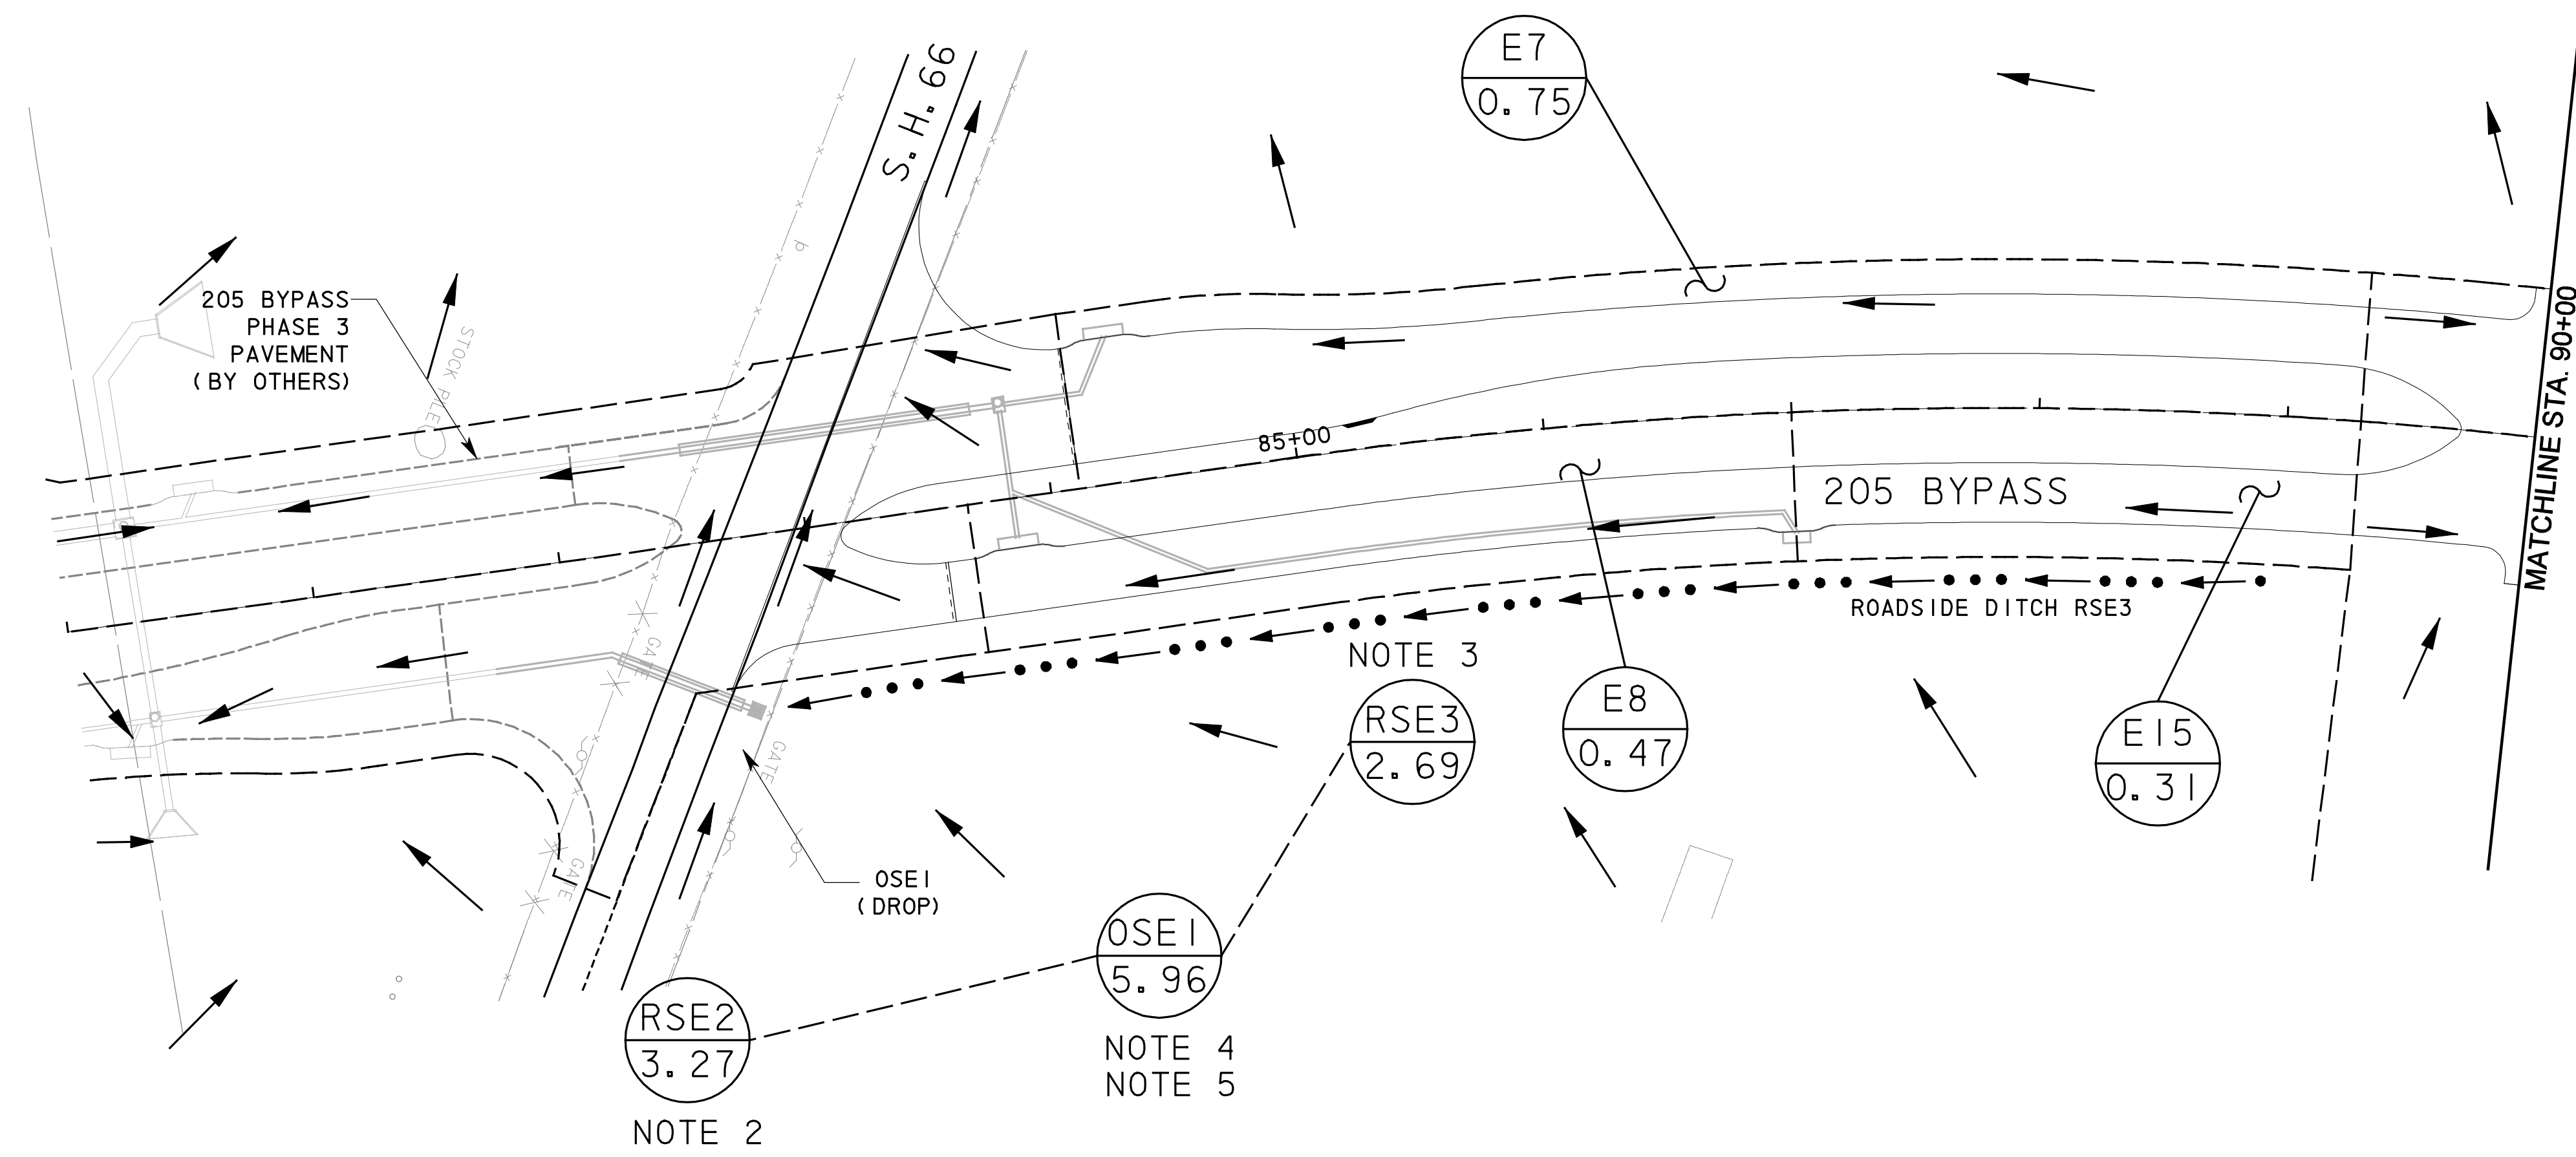 E7
0.75
S.H.66
205 BYPASS
PHASE 3
PAVEMENT
(BY OTHERS)
STOCK PILE
85+00
205 BYPASS
MATCHLINE STA. 90+00
ROADSIDE DITCH RSE3
NOTE 3
RSE3
2.69
E8
0.47
E15
0.31
GATE
GATE
GATE
OSE1
(DROP)
OSE1
5.96
NOTE 4
NOTE 5
RSE2
3.27
NOTE 2